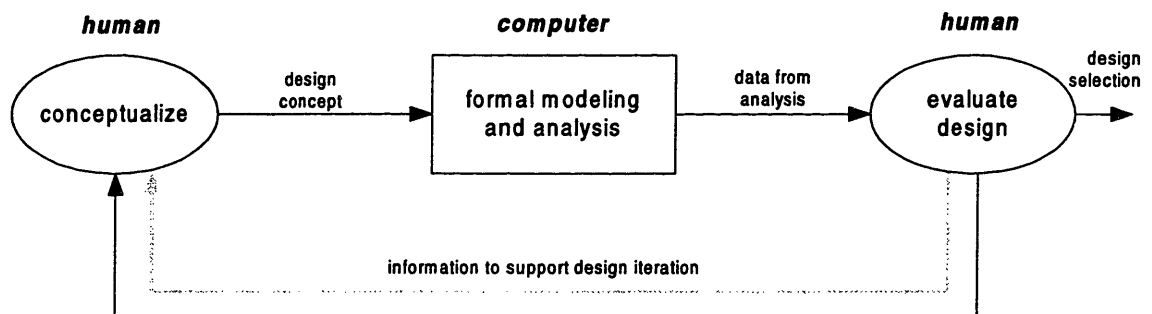 human
computer
human
conceptualize
design
concept
formal modeling
and analysis
data from
analysis
evaluate
design
design
selection
information to support design iteration